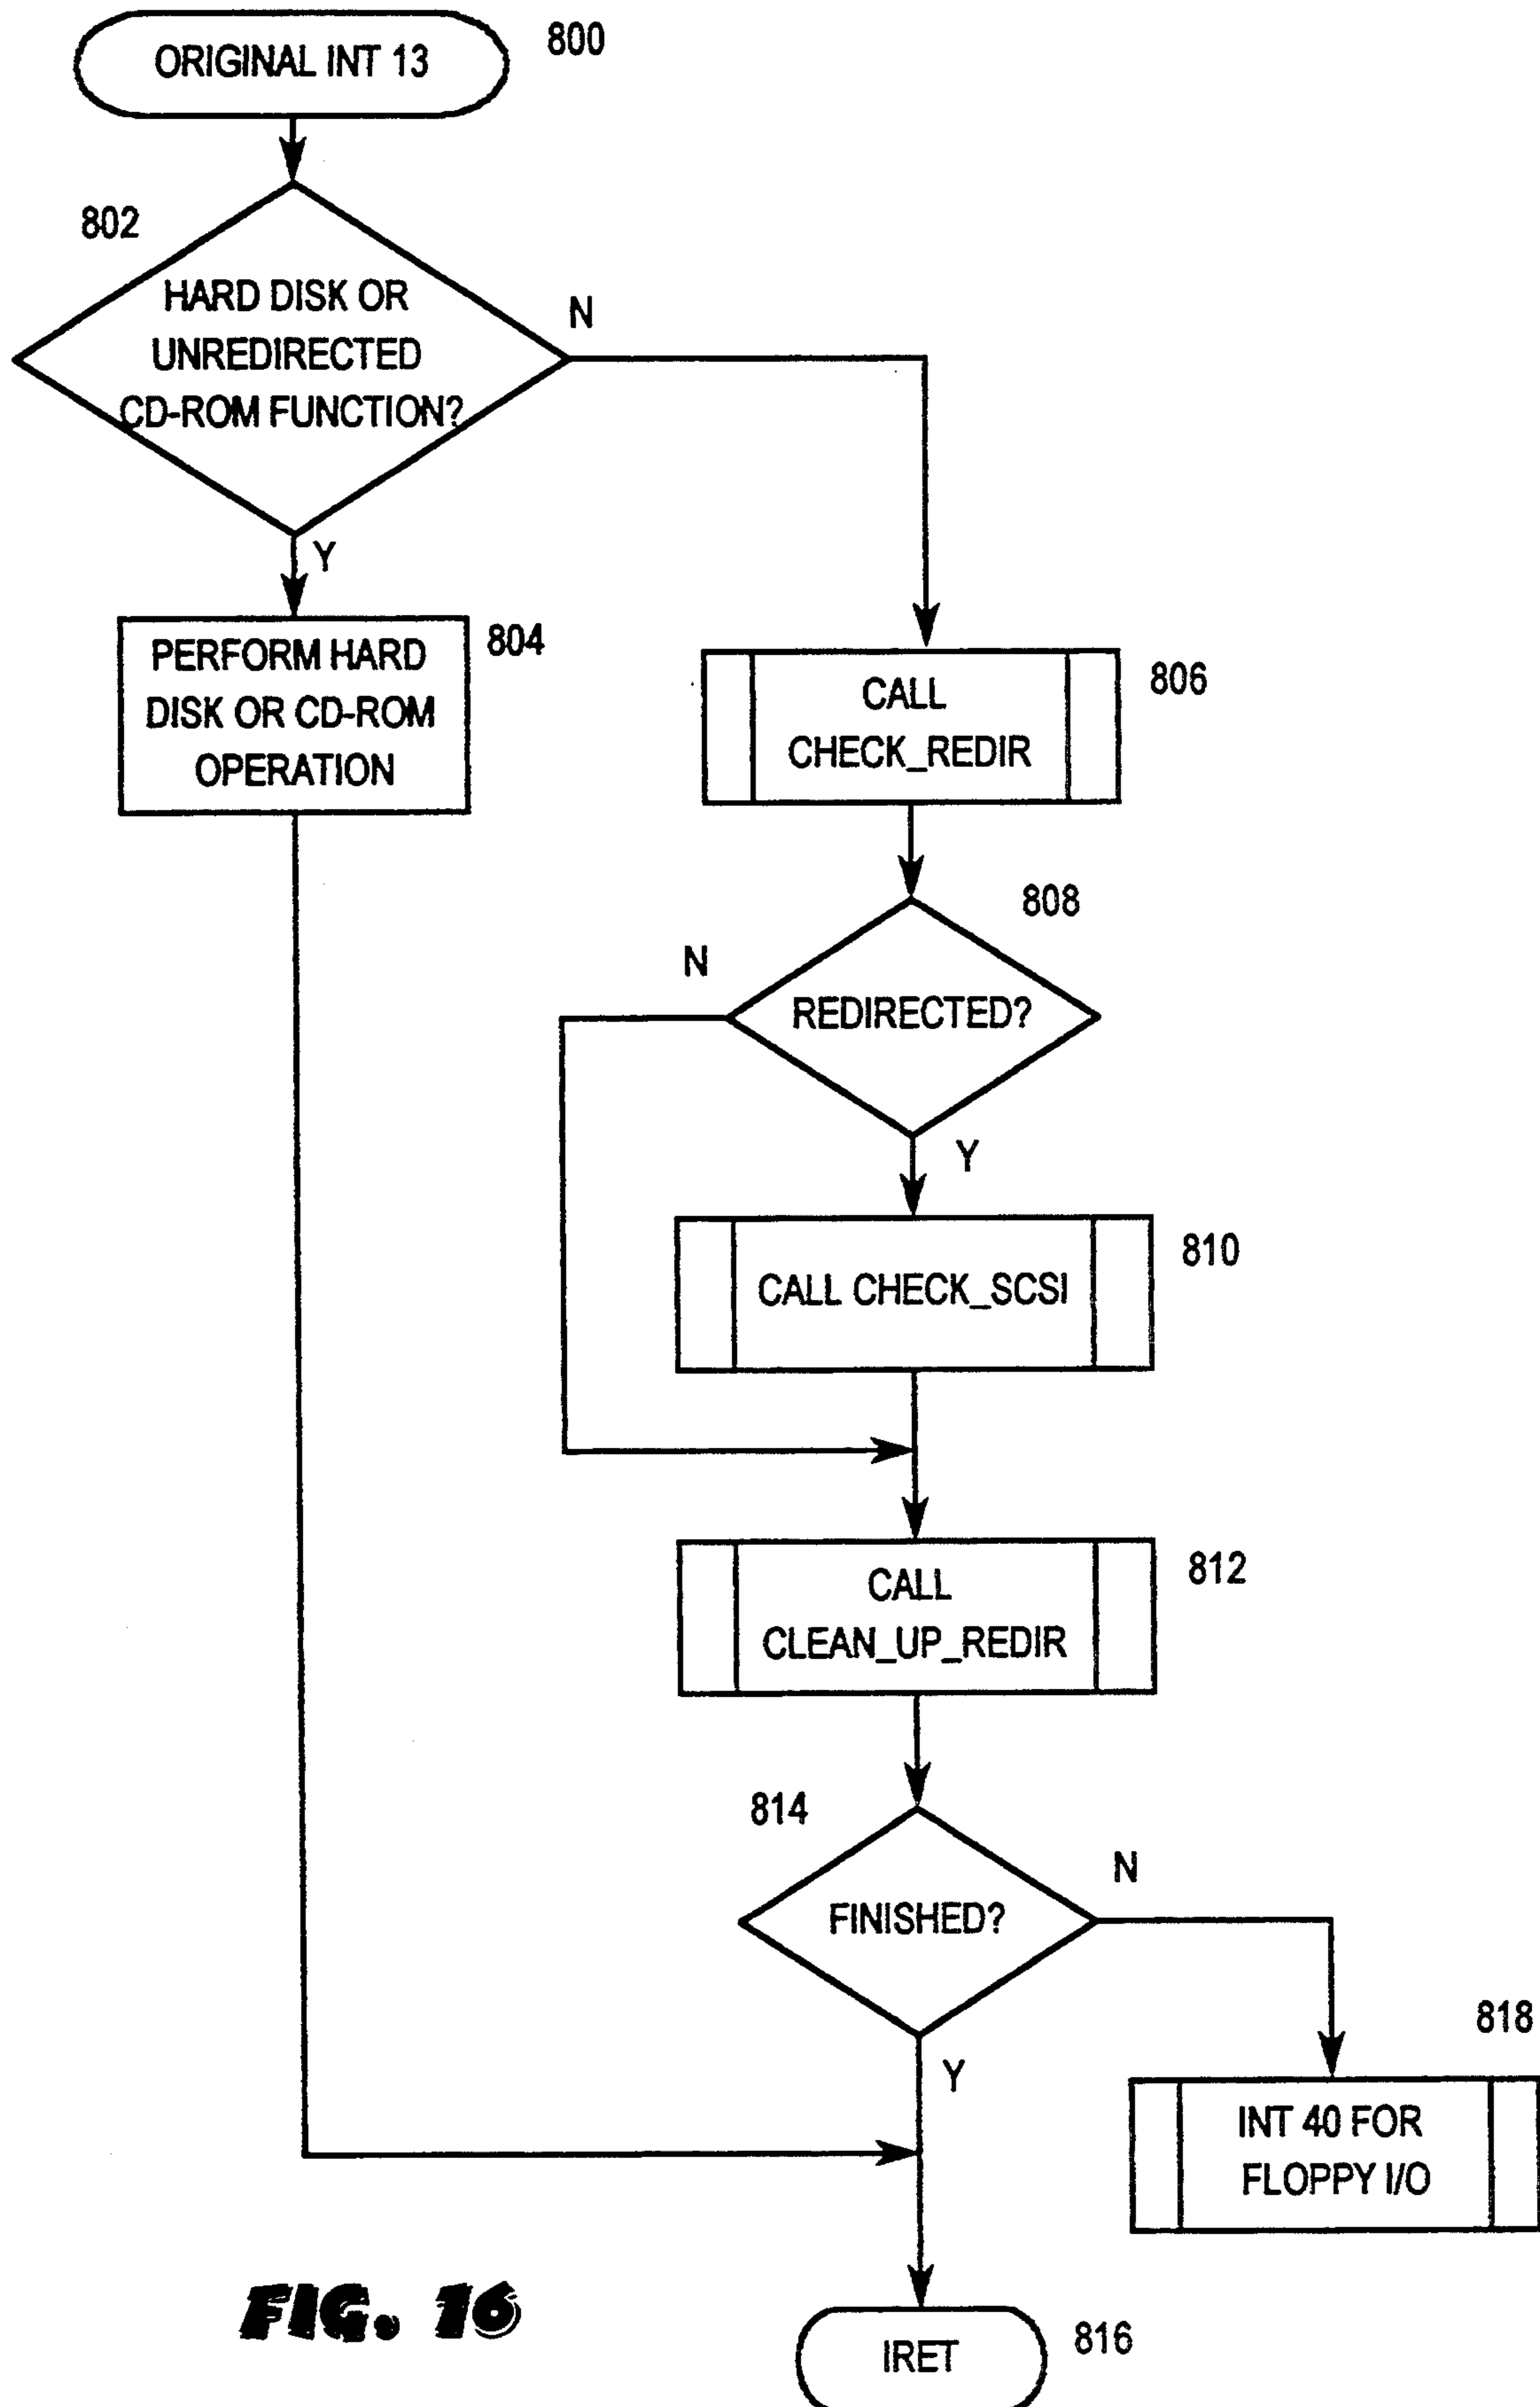 ORIGINAL INT 13
800
802
HARD DISK OR
UNREDIRECTED
CD-ROM FUNCTION?
N
Y
PERFORM HARD
DISK OR CD-ROM
OPERATION
804
CALL
CHECK_REDIR
806
808
N
REDIRECTED?
Y
CALL CHECK_SCSI
810
CALL
CLEAN_UP_REDIR
812
814
N
FINISHED?
Y
818
INT 40 FOR
FLOPPY I/O
IRET
816
FIG. 16